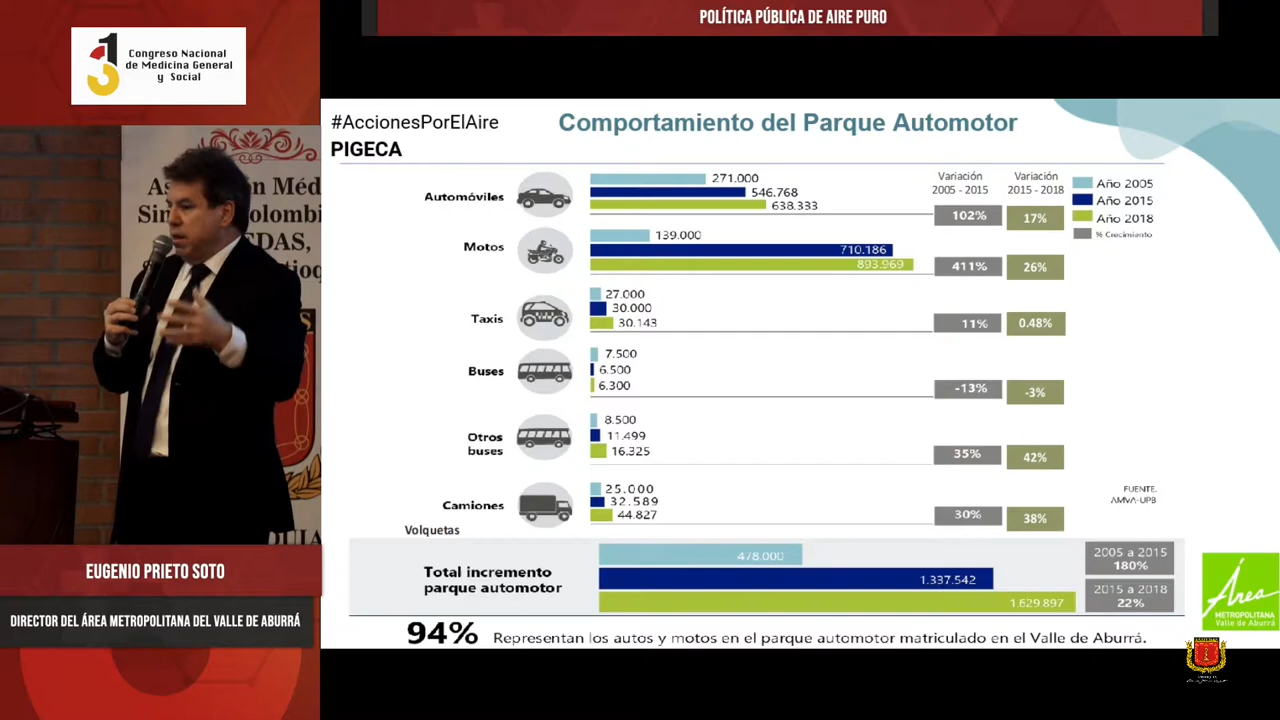 POLÍTICA PÚBLICA DE AIRE PURO
Congreso Nacional
de Medicina General
y Social
#AccionesPorElAire
PIGECA
Comportamiento del Parque Automotor
Variación
2005 - 2015
Variación
2015 - 2018
Año 2005
Año 2015
Año 2018
% Crecimiento
Automóviles
271.000
546.768
638.333
102%
17%
Motos
139.000
710.186
893.969
411%
26%
Taxis
27.000
30.000
30.143
11%
0.48%
Buses
7.500
6.500
6.300
-13%
-3%
Otros
buses
8.500
11.499
16.325
35%
42%
Camiones
Volquetas
25.000
32.589
44.827
30%
38%
FUENTE.
AMVA-UPB
Total incremento
parque automotor
478.000
1.337.542
1.629.897
2005 a 2015
180%
2015 a 2018
22%
94% Representan los autos y motos en el parque automotor matriculado en el Valle de Aburrá.
Área
METROPOLITANA
Valle de Aburrá
EUGENIO PRIETO SOTO
DIRECTOR DEL ÁREA METROPOLITANA DEL VALLE DE ABURRÁ